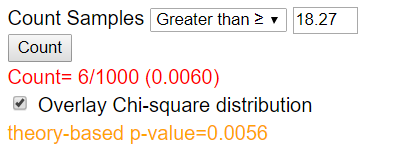 Count Samples Greater than ≥ 18.27
Count
Count= 6/1000 (0.0060)
Overlay Chi-square distribution
theory-based p-value=0.0056